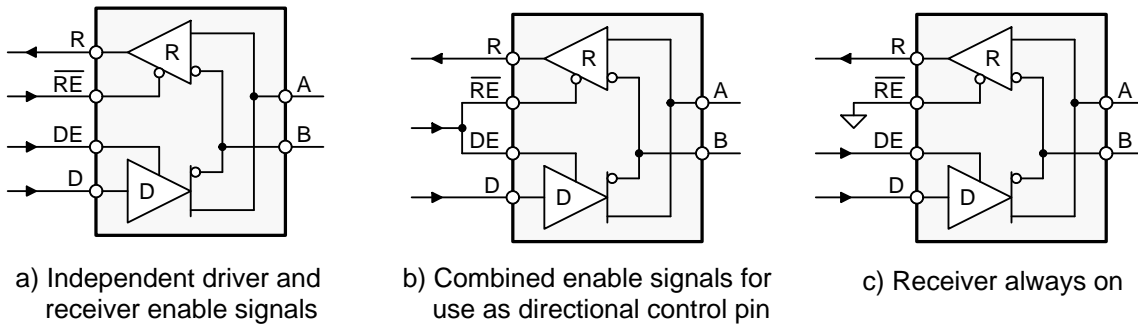 R
R
RE
A
DE
B
D
D
a) Independent driver and
receiver enable signals
R
R
RE
A
DE
B
D
D
b) Combined enable signals for
use as directional control pin
R
R
RE
A
DE
B
D
D
c) Receiver always on